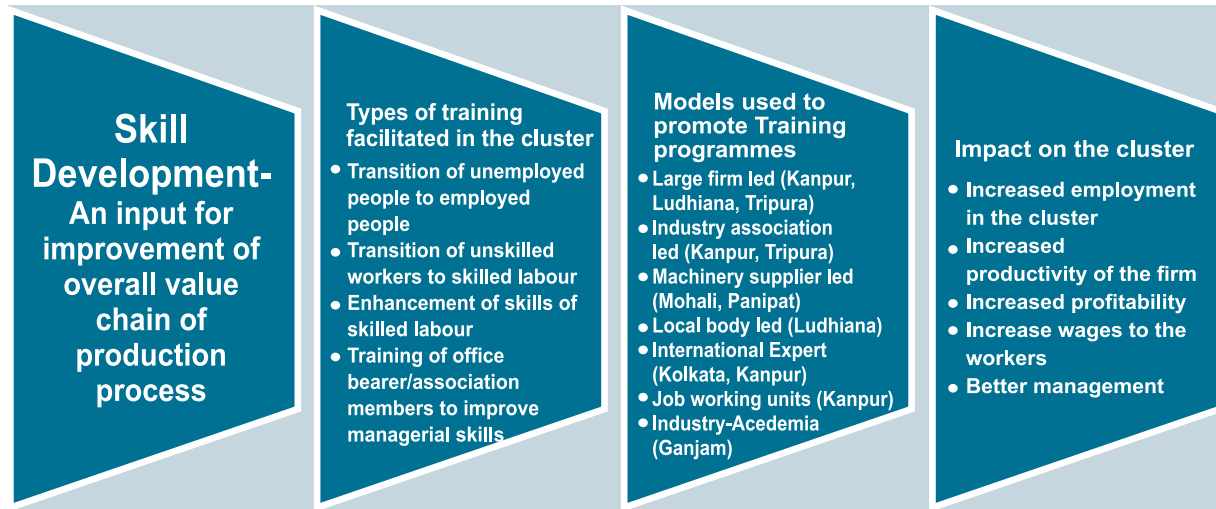 Skill
Development-
An input for
improvement of
overall value
chain of
production
process
Types of training
facilitated in the cluster
• Transition of unemployed
people to employed
people
• Transition of unskilled
workers to skilled labour
• Enhancement of skills of
skilled labour
• Training of office
bearer/association
members to improve
managerial skills
Models used to
promote Training
programmes
• Large firm led (Kanpur,
Ludhiana, Tripura)
• Industry association
led (Kanpur, Tripura)
• Machinery supplier led
(Mohali, Panipat)
• Local body led (Ludhiana)
• International Expert
(Kolkata, Kanpur)
• Job working units (Kanpur)
• Industry-Acedemia
(Ganjam)
Impact on the cluster
• Increased employment
in the cluster
• Increased
productivity of the firm
• Increased profitability
• Increase wages to the
workers
• Better management